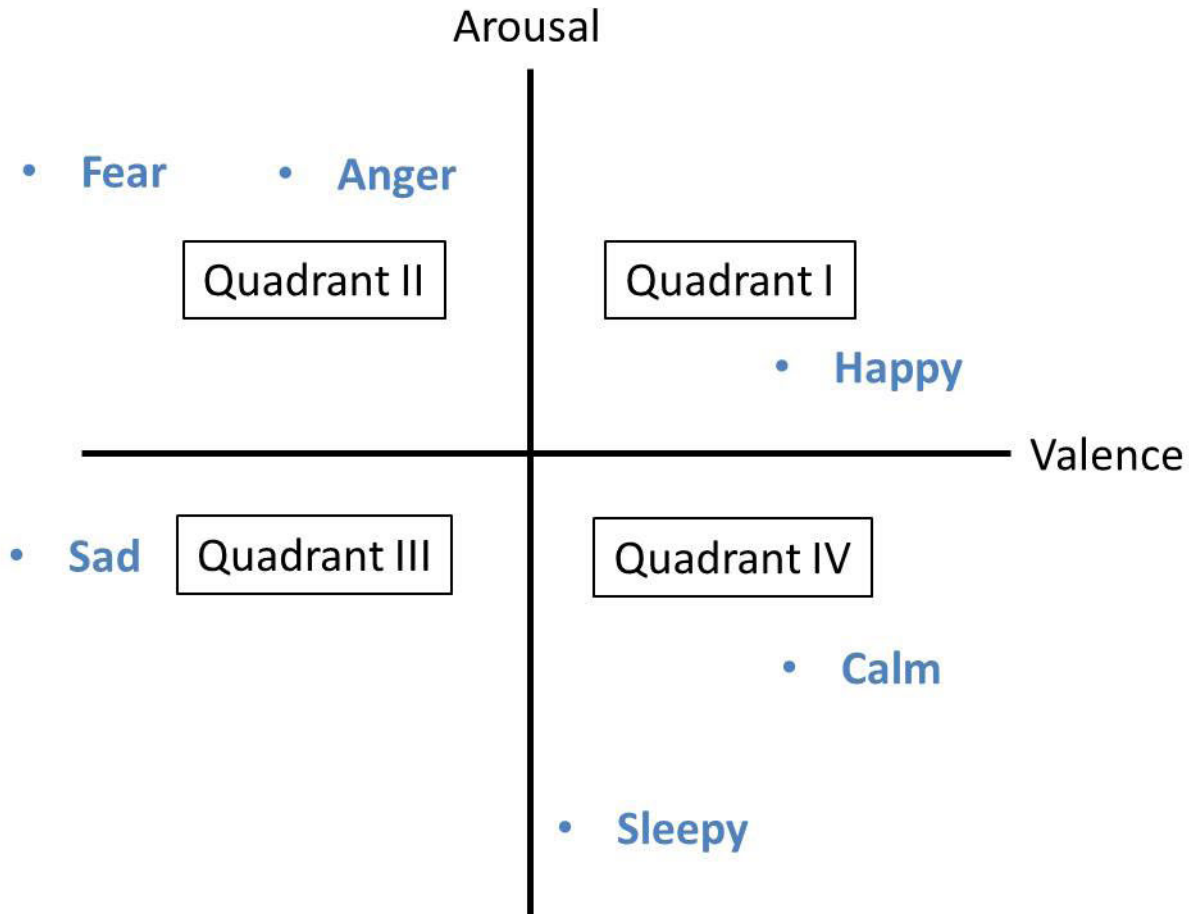 Arousal
• Fear
• Anger
Quadrant II
Quadrant I
• Happy
Valence
• Sad
Quadrant III
Quadrant IV
• Calm
• Sleepy